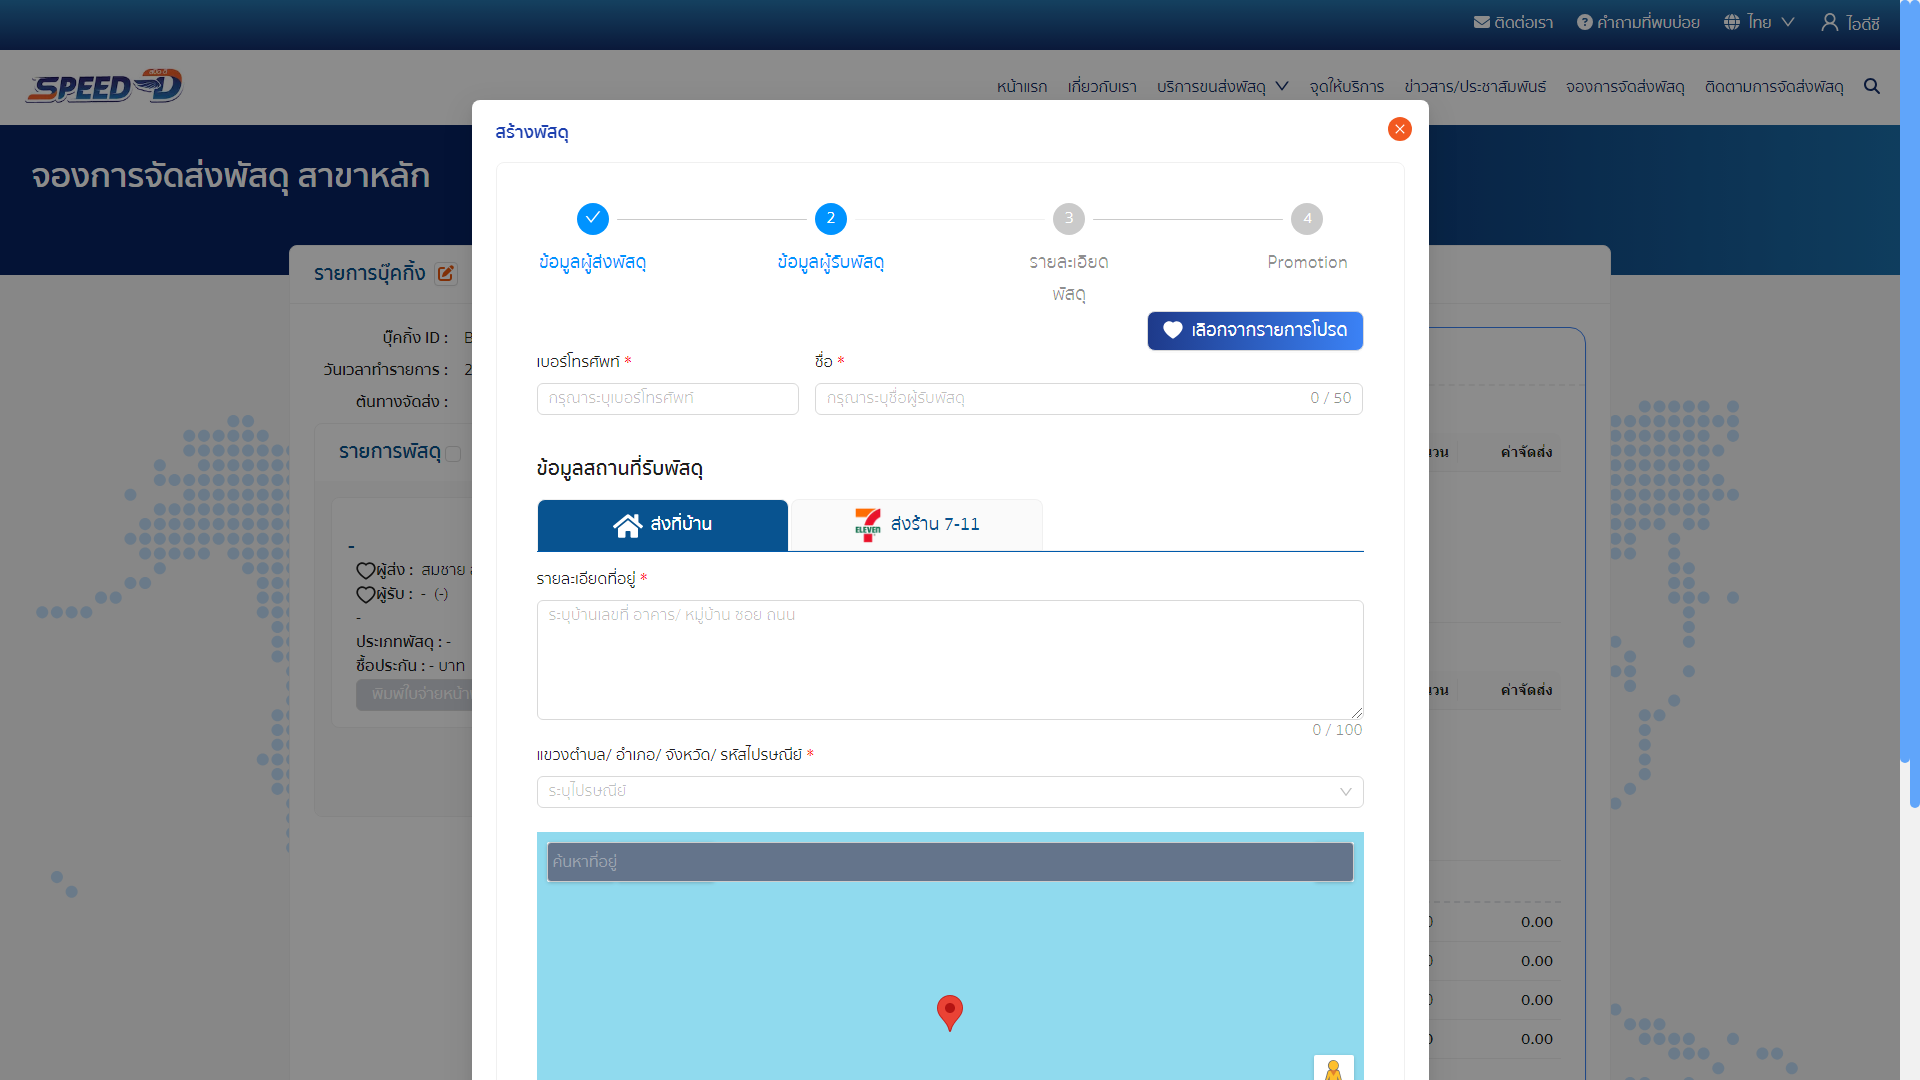 ติดต่อเรา
คำถามที่พบบ่อย
ไทย
ไอดีซี
สปีด-ดี
SPEED-D
หน้าแรก
เกี่ยวกับเรา
บริการขนส่งพัสดุ
จุดให้บริการ
ข่าวสาร/ประชาสัมพันธ์
จองการจัดส่งพัสดุ
ติดตามการจัดส่งพัสดุ
จองการจัดส่งพัสดุ สาขาหลัก
สร้างพัสดุ
2
3
4
ข้อมูลผู้ส่งพัสดุ
ข้อมูลผู้รับพัสดุ
รายละเอียด
พัสดุ
Promotion
เลือกจากรายการโปรด
เบอร์โทรศัพท์ *
ชื่อ *
กรุณาระบุเบอร์โทรศัพท์
กรุณาระบุชื่อผู้รับพัสดุ
0 / 50
ข้อมูลสถานที่รับพัสดุ
ส่งที่บ้าน
7 ELEVEN
ส่งร้าน 7-11
รายละเอียดที่อยู่ *
ระบุบ้านเลขที่ อาคาร/ หมู่บ้าน ซอย ถนน
0 / 100
แขวงตำบล/ อำเภอ/ จังหวัด/ รหัสไปรษณีย์ *
ระบุไปรษณีย์
ค้นหาที่อยู่
รายการบุ๊คกิ้ง
บุ๊คกิ้ง ID :
วันเวลาทำรายการ : 2
ต้นทางจัดส่ง :
รายการพัสดุ
-
ผู้ส่ง : สมชาย
ผู้รับ : - (-)
-
ประเภทพัสดุ : -
ซื้อประกัน : - บาท
พิมพ์ใบจ่ายหน้า
ค่าจัดส่ง
ค่าจัดส่ง
0.00
0.00
0.00
0.00